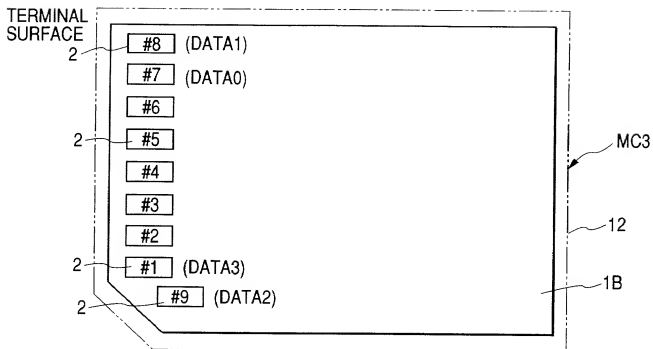 TERMINAL
SURFACE
2 #8 (DATA1)
#7 (DATA0)
#6
2 #5
MC3
#4
#3
12
#2
2 #1 (DATA3)
1B
2 #9 (DATA2)